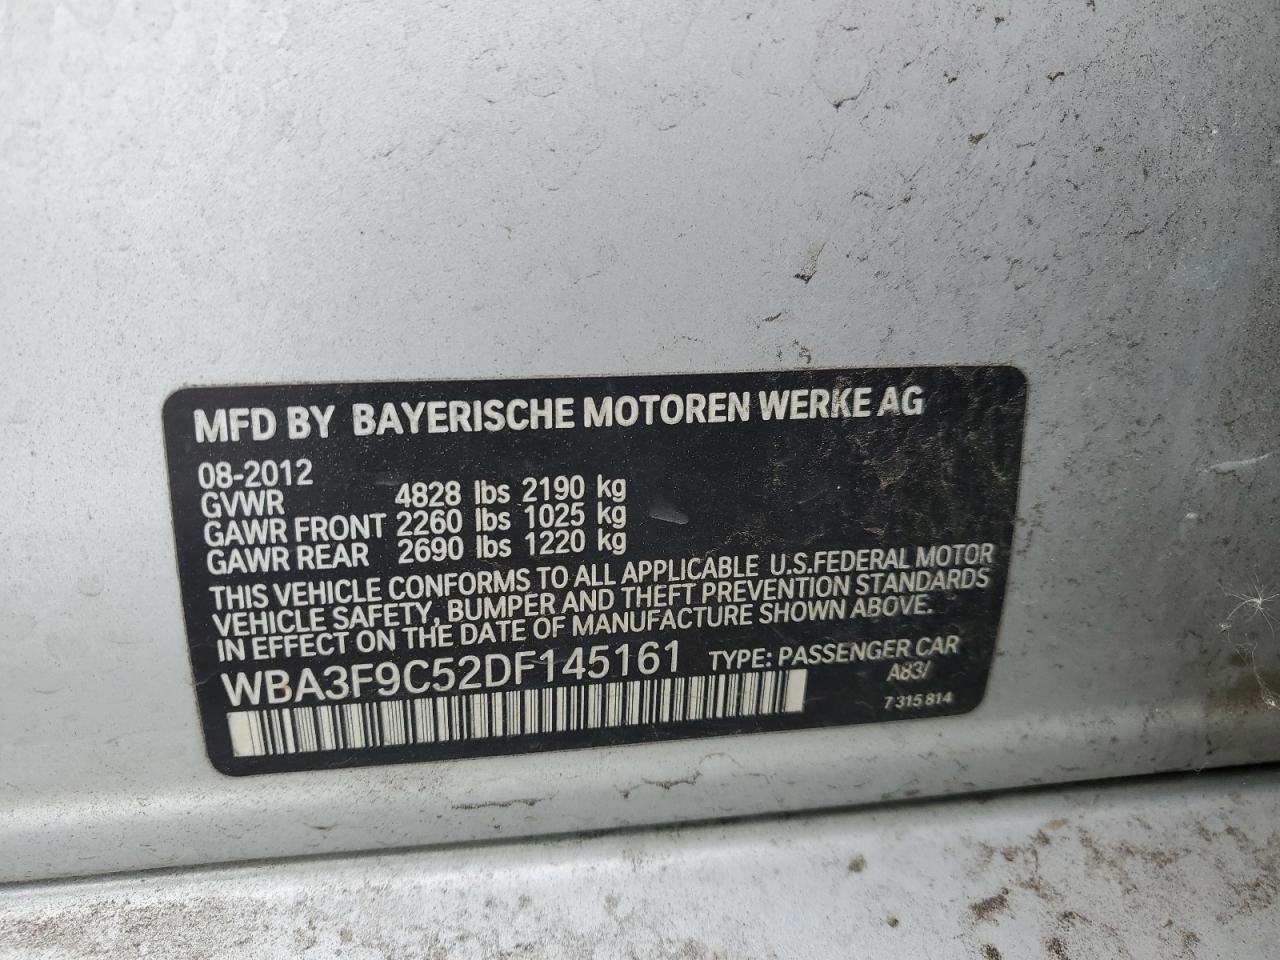 MFD BY BAYERISCHE MOTOREN WERKE AG
08-2012
GVWR 4828 lbs 2190 kg
GAWR FRONT 2260 lbs 1025 kg
GAWR REAR 2690 lbs 1220 kg
THIS VEHICLE CONFORMS TO ALL APPLICABLE U.S.FEDERAL MOTOR
VEHICLE SAFETY, BUMPER AND THEFT PREVENTION STANDARDS
IN EFFECT ON THE DATE OF MANUFACTURE SHOWN ABOVE.
WBA3F9C52DF145161 TYPE: PASSENGER CAR
A83/
7 315 814